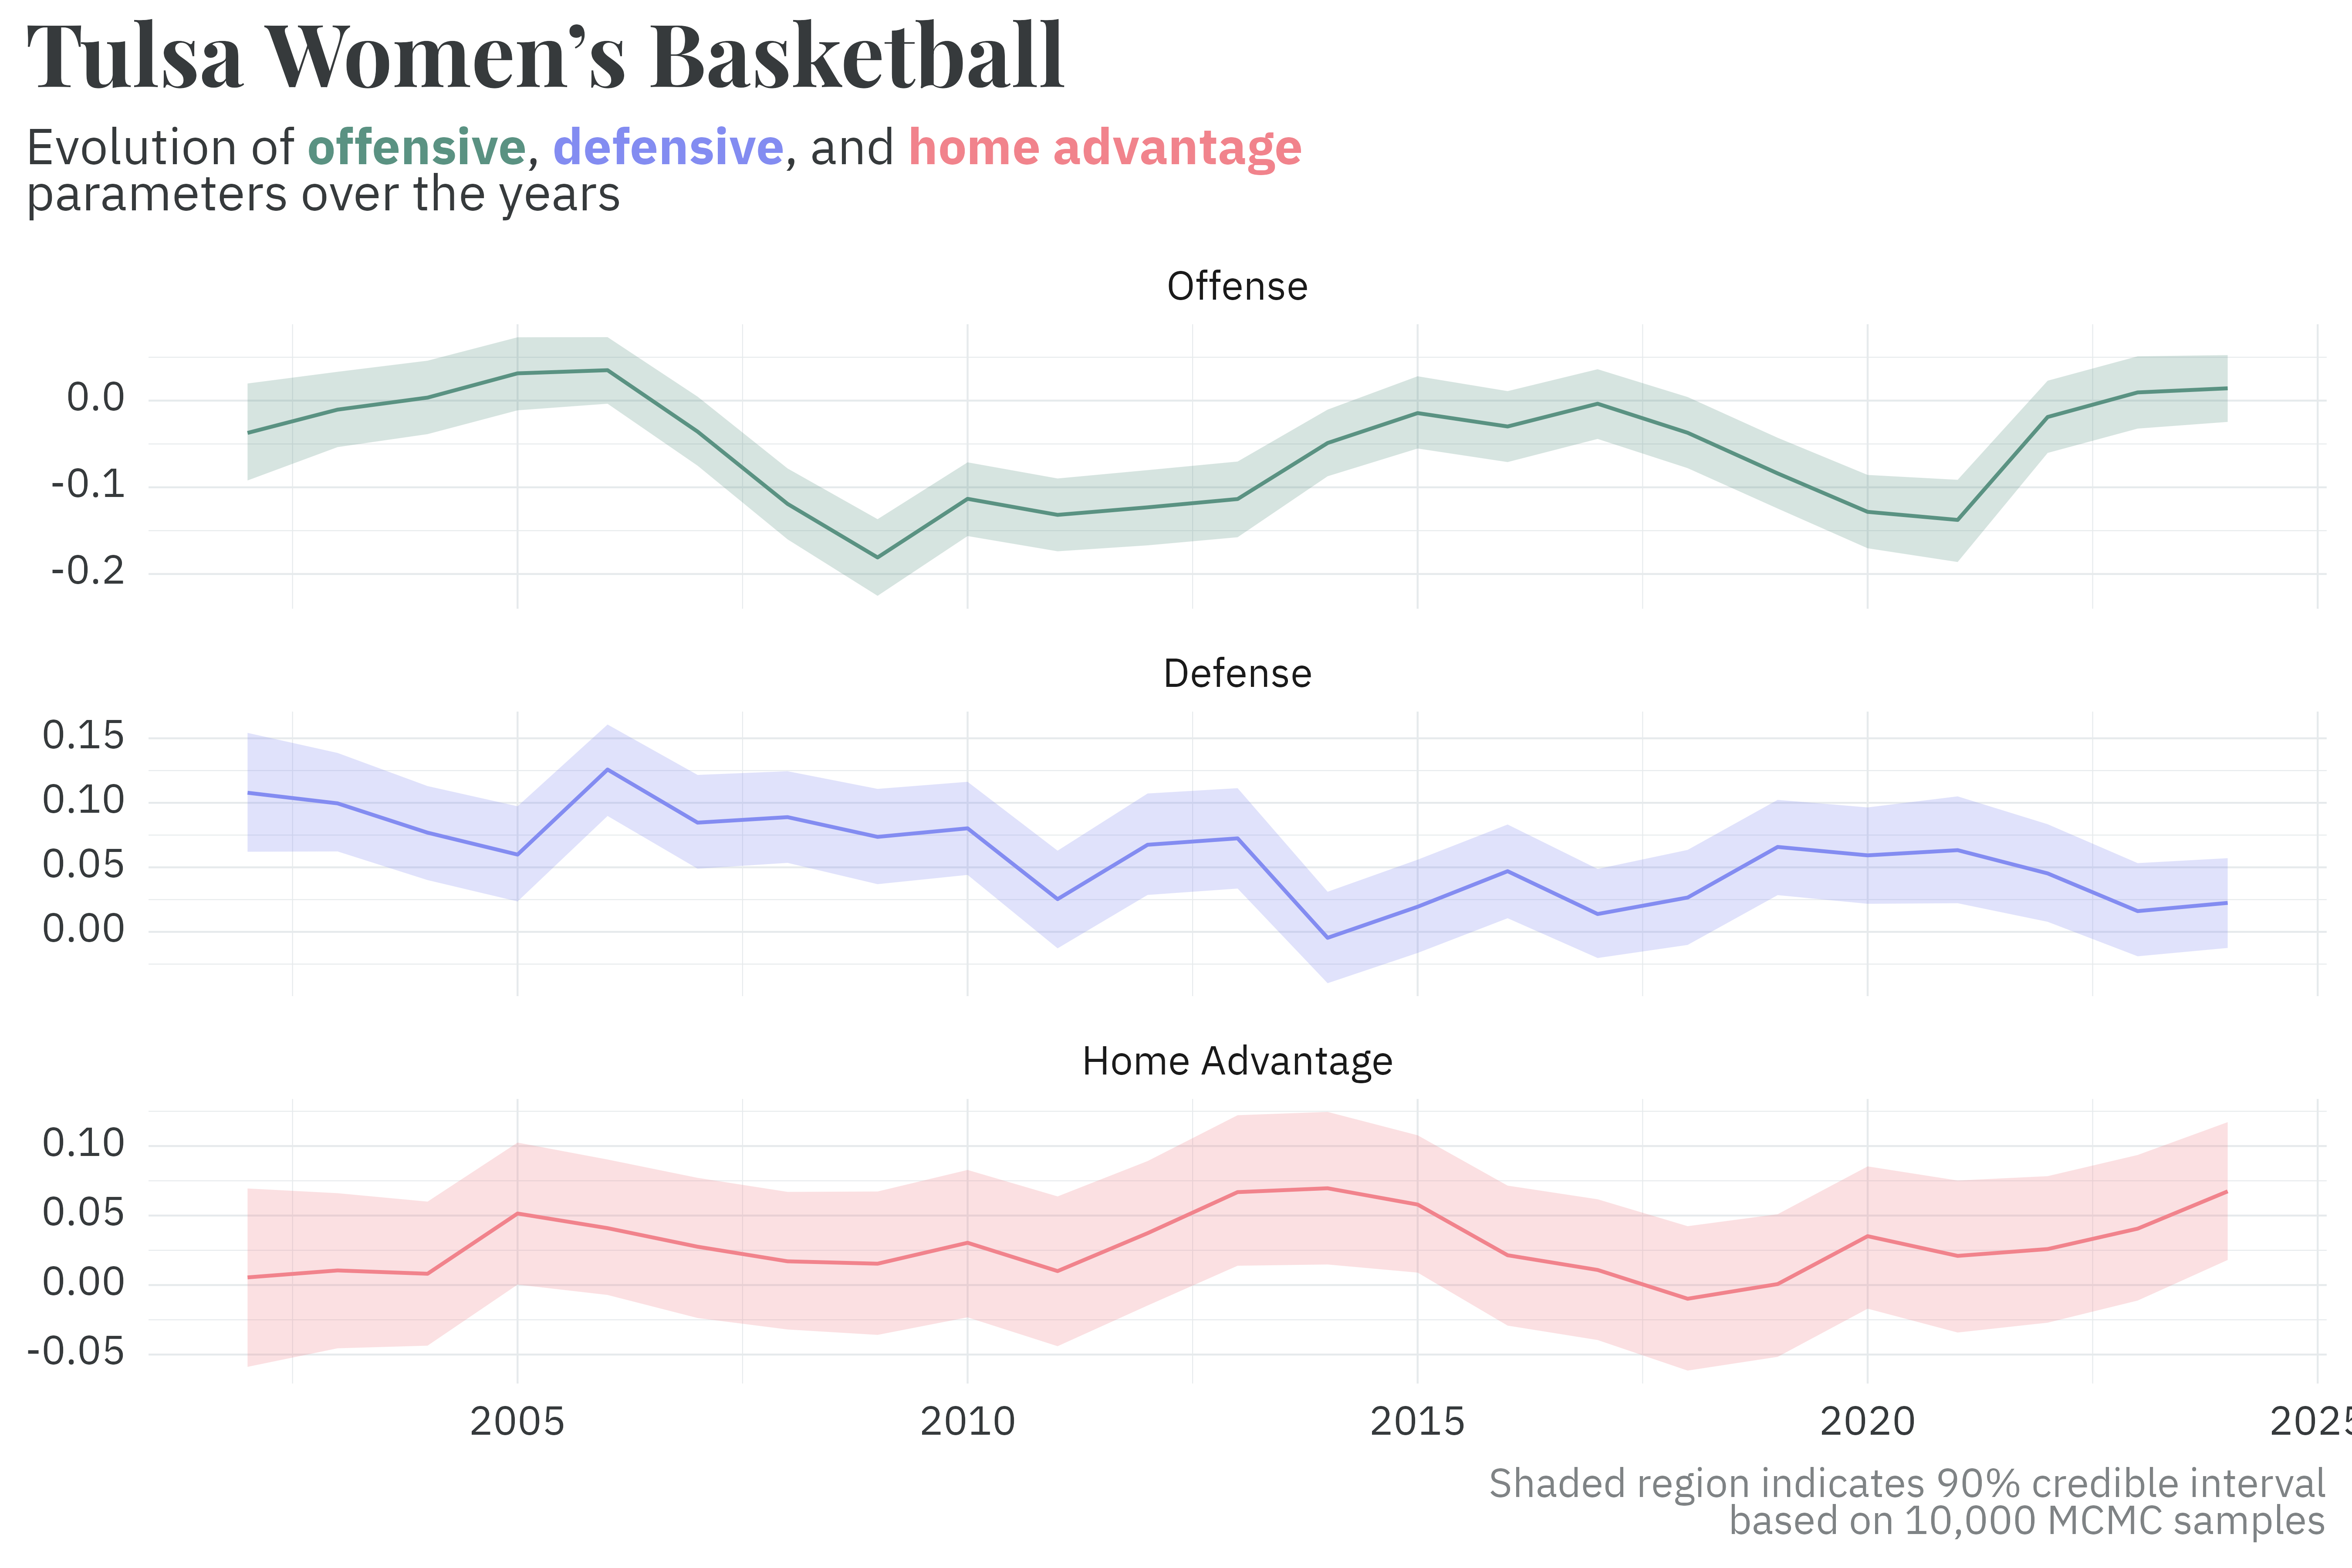 Tulsa Women’s Basketball
Evolution of offensive, defensive, and home advantage
parameters over the years
Offense
0.0
-0.1
-0.2
Defense
0.15
0.10
0.05
0.00
Home Advantage
0.10
0.05
0.00
-0.05
2005 2010 2015 2020 2025
Shaded region indicates 90% credible interval
based on 10,000 MCMC samples